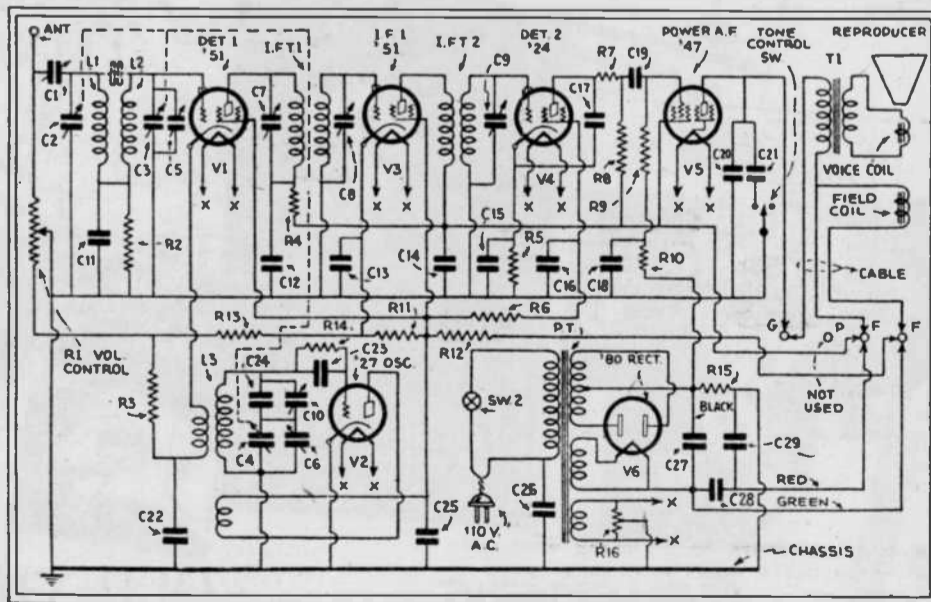 ANT
DET. 1
'51
I.F.T. 1
I.F. 1
'51
I.F.T. 2
DET. 2
'24
POWER A.F.
'47
TONE
CONTROL
SW.
REPRODUCER
C1
L1
L2
C7
C9
C17
R7
C19
T1
C2
C3
C5
V1
V3
C8
V4
R8
R9
V5
C20
C21
VOICE COIL
X X
X X
X X
X X
FIELD
COIL
R2
R4
C15
R5
R10
C11
C12
C13
C14
C16
C18
CABLE
R13
R14
R11
R6
R12
P.T.
G
O
P
F
F
R1 VOL.
CONTROL
L3
C24
C23
'27 OSC.
'80 RECT.
R15
NOT
USED
R3
C10
SW.2
BLACK
C4
C6
V2
V6
C27
C29
X X
RED
C22
C25
110 V.
A.C.
C26
X
C28
GREEN
R16
X
CHASSIS